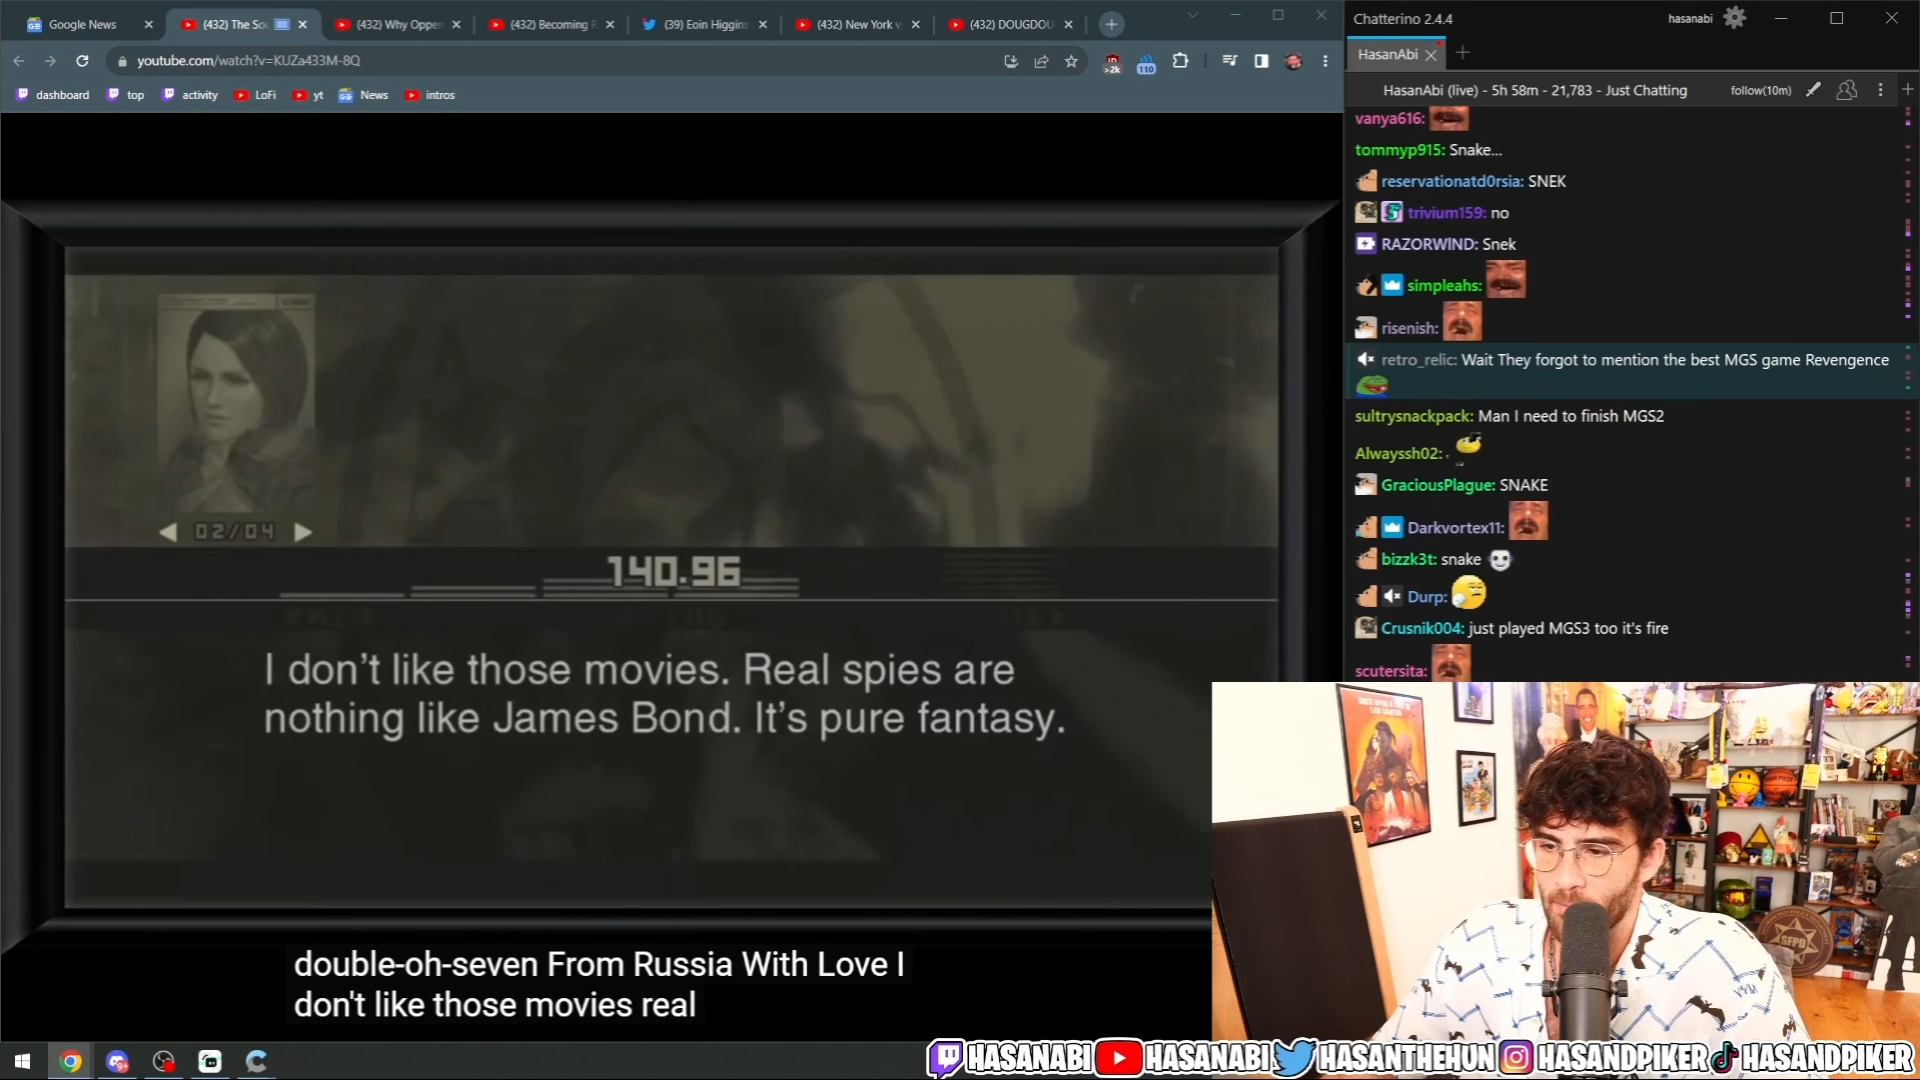 Google News
(432) The So
(432) Why Oppen
(432) Becoming F
(39) Eoin Higgins
(432) New York v
(432) DOUGDOU
youtube.com/watch?v=KUZa433M-8Q
>2k
110
dashboard
top
activity
LoFi
yt
News
intros
02/04
140.96
I don't like those movies. Real spies are
nothing like James Bond. It's pure fantasy.
double-oh-seven From Russia With Love I
don't like those movies real
Chatterino 2.4.4
hasanabi
HasanAbi
HasanAbi (live) - 5h 58m - 21,783 - Just Chatting
follow(10m)
vanya616:
tommyp915: Snake...
reservationatd0rsia: SNEK
trivium159: no
RAZORWIND: Snek
simpleahs:
risenish:
retro_relic: Wait They forgot to mention the best MGS game Revengence
sultrysnackpack: Man I need to finish MGS2
Alwayssh02: .
GraciousPlague: SNAKE
Darkvortex11:
bizzk3t: snake
Durp:
Crusnik004: just played MGS3 too it's fire
scutersita:
SFPD
HASANABI HASANABI HASANTHEHUN HASANDPIKER HASANDPIKER